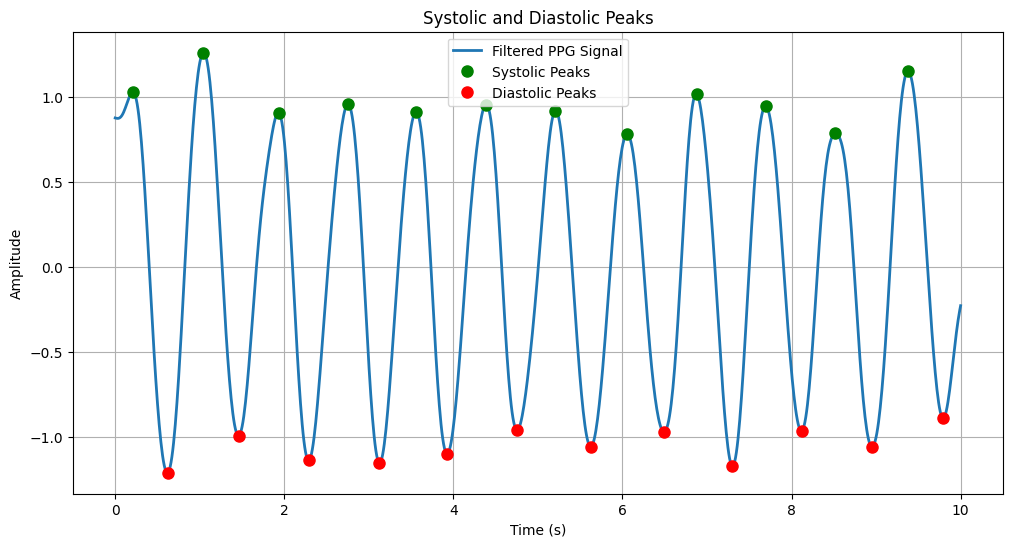 Systolic and Diastolic Peaks
Filtered PPG Signal
Systolic Peaks
Diastolic Peaks
Amplitude
1.0
0.5
0.0
−0.5
−1.0
0 2 4 6 8 10
Time (s)